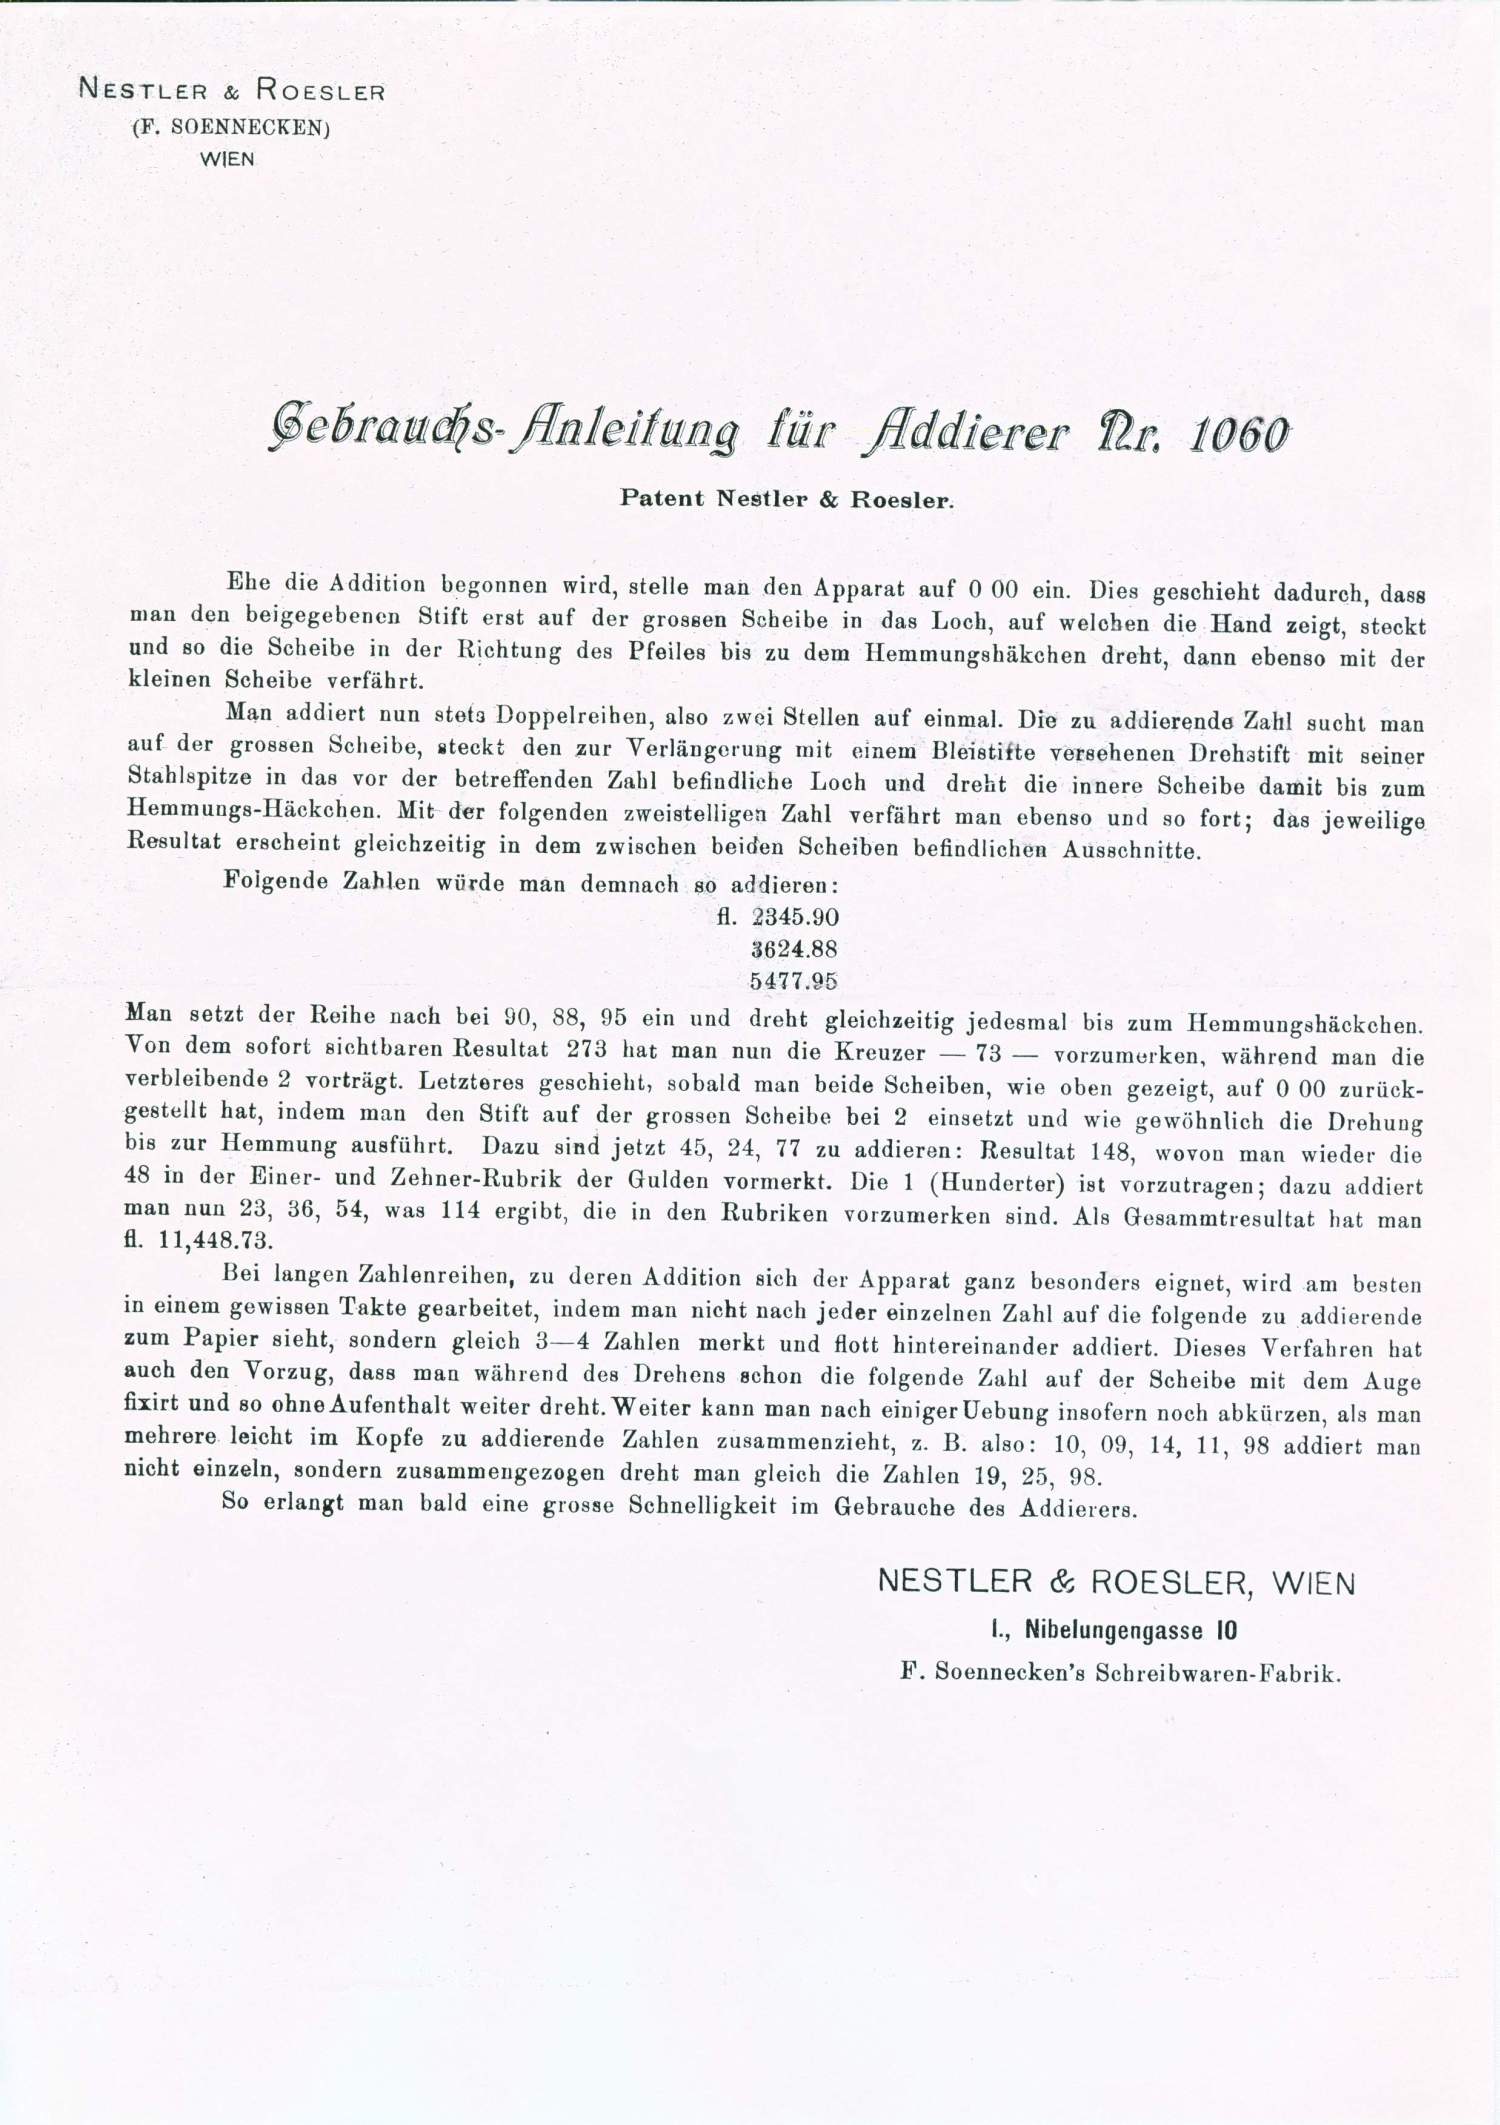 NESTLER & ROESLER
(F. SOENNECKEN)
WIEN
Gebrauchs-Anleitung für Addierer Nr. 1060
Patent Nestler & Roesler.
Ehe die Addition begonnen wird, stelle man den Apparat auf 0 00 ein. Dies geschieht dadurch, dass
man den beigegebenen Stift erst auf der grossen Scheibe in das Loch, auf welchen die Hand zeigt, steckt
und so die Scheibe in der Richtung des Pfeiles bis zu dem Hemmungshäkchen dreht, dann ebenso mit der
kleinen Scheibe verfährt.
Man addiert nun stets Doppelreihen, also zwei Stellen auf einmal. Die zu addierende Zahl sucht man
auf der grossen Scheibe, steckt den zur Verlängerung mit einem Bleistifte versehenen Drehstift mit seiner
Stahlspitze in das vor der betreffenden Zahl befindliche Loch und dreht die innere Scheibe damit bis zum
Hemmungs-Häckchen. Mit der folgenden zweistelligen Zahl verfährt man ebenso und so fort; das jeweilige
Resultat erscheint gleichzeitig in dem zwischen beiden Scheiben befindlichen Ausschnitte.
Folgende Zahlen würde man demnach so addieren:
fl. 2345.90
3624.88
5477.95
Man setzt der Reihe nach bei 90, 88, 95 ein und dreht gleichzeitig jedesmal bis zum Hemmungshäckchen.
Von dem sofort sichtbaren Resultat 273 hat man nun die Kreuzer — 73 — vorzumerken, während man die
verbleibende 2 vorträgt. Letzteres geschieht, sobald man beide Scheiben, wie oben gezeigt, auf 0 00 zurück-
gestellt hat, indem man den Stift auf der grossen Scheibe bei 2 einsetzt und wie gewöhnlich die Drehung
bis zur Hemmung ausführt. Dazu sind jetzt 45, 24, 77 zu addieren: Resultat 148, wovon man wieder die
48 in der Einer- und Zehner-Rubrik der Gulden vormerkt. Die 1 (Hunderter) ist vorzutragen; dazu addiert
man nun 23, 36, 54, was 114 ergibt, die in den Rubriken vorzumerken sind. Als Gesammtresultat hat man
fl. 11,448.73.
Bei langen Zahlenreihen, zu deren Addition sich der Apparat ganz besonders eignet, wird am besten
in einem gewissen Takte gearbeitet, indem man nicht nach jeder einzelnen Zahl auf die folgende zu addierende
zum Papier sieht, sondern gleich 3—4 Zahlen merkt und flott hintereinander addiert. Dieses Verfahren hat
auch den Vorzug, dass man während des Drehens schon die folgende Zahl auf der Scheibe mit dem Auge
fixirt und so ohne Aufenthalt weiter dreht. Weiter kann man nach einiger Uebung insofern noch abkürzen, als man
mehrere leicht im Kopfe zu addierende Zahlen zusammenzieht, z. B. also: 10, 09, 14, 11, 98 addiert man
nicht einzeln, sondern zusammengezogen dreht man gleich die Zahlen 19, 25, 98.
So erlangt man bald eine grosse Schnelligkeit im Gebrauche des Addierers.
NESTLER & ROESLER, WIEN
I., Nibelungengasse 10
F. Soennecken's Schreibwaren-Fabrik.